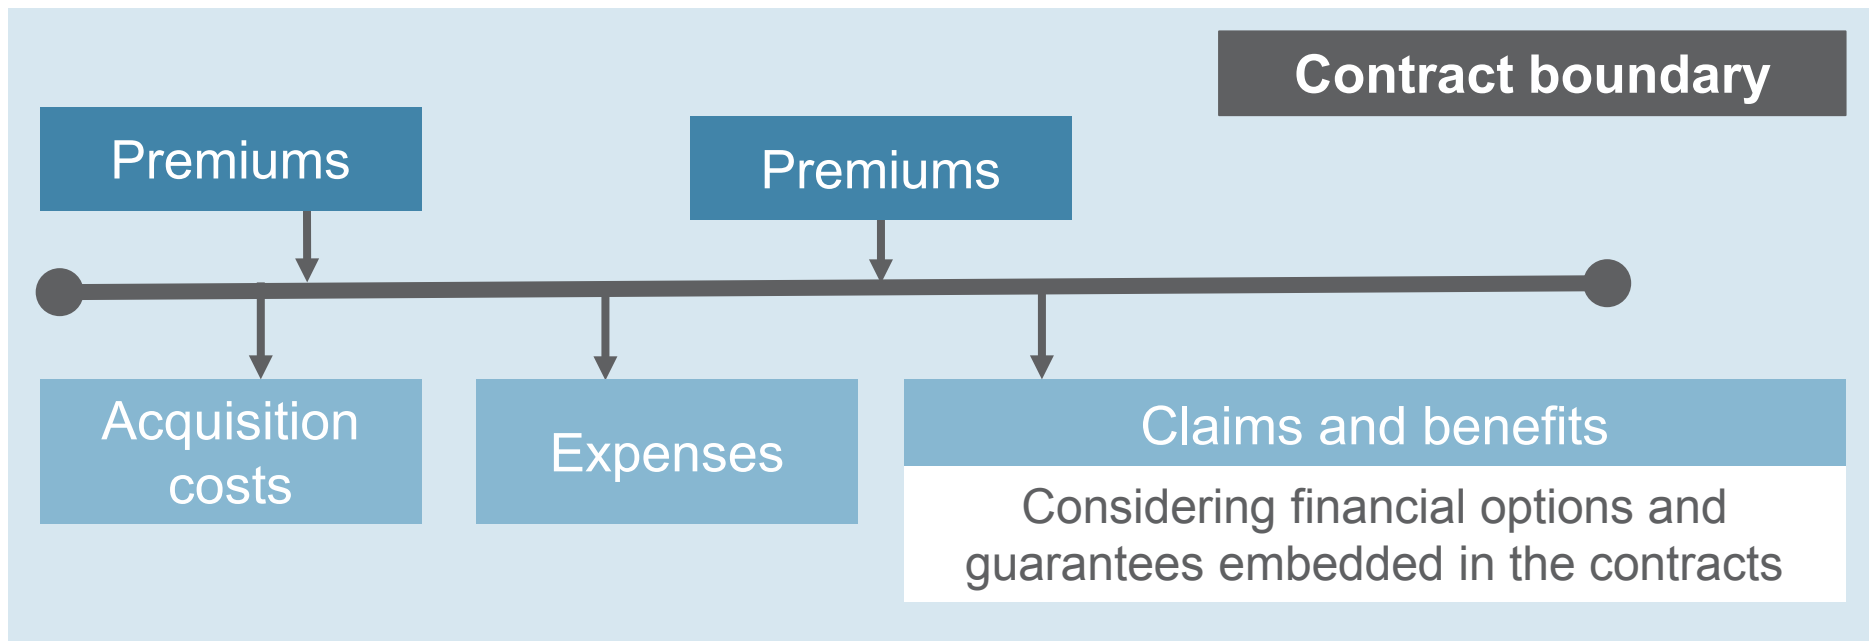 Contract boundary
Premiums
Premiums
Acquisition
costs
Expenses
Claims and benefits
Considering financial options and
guarantees embedded in the contracts